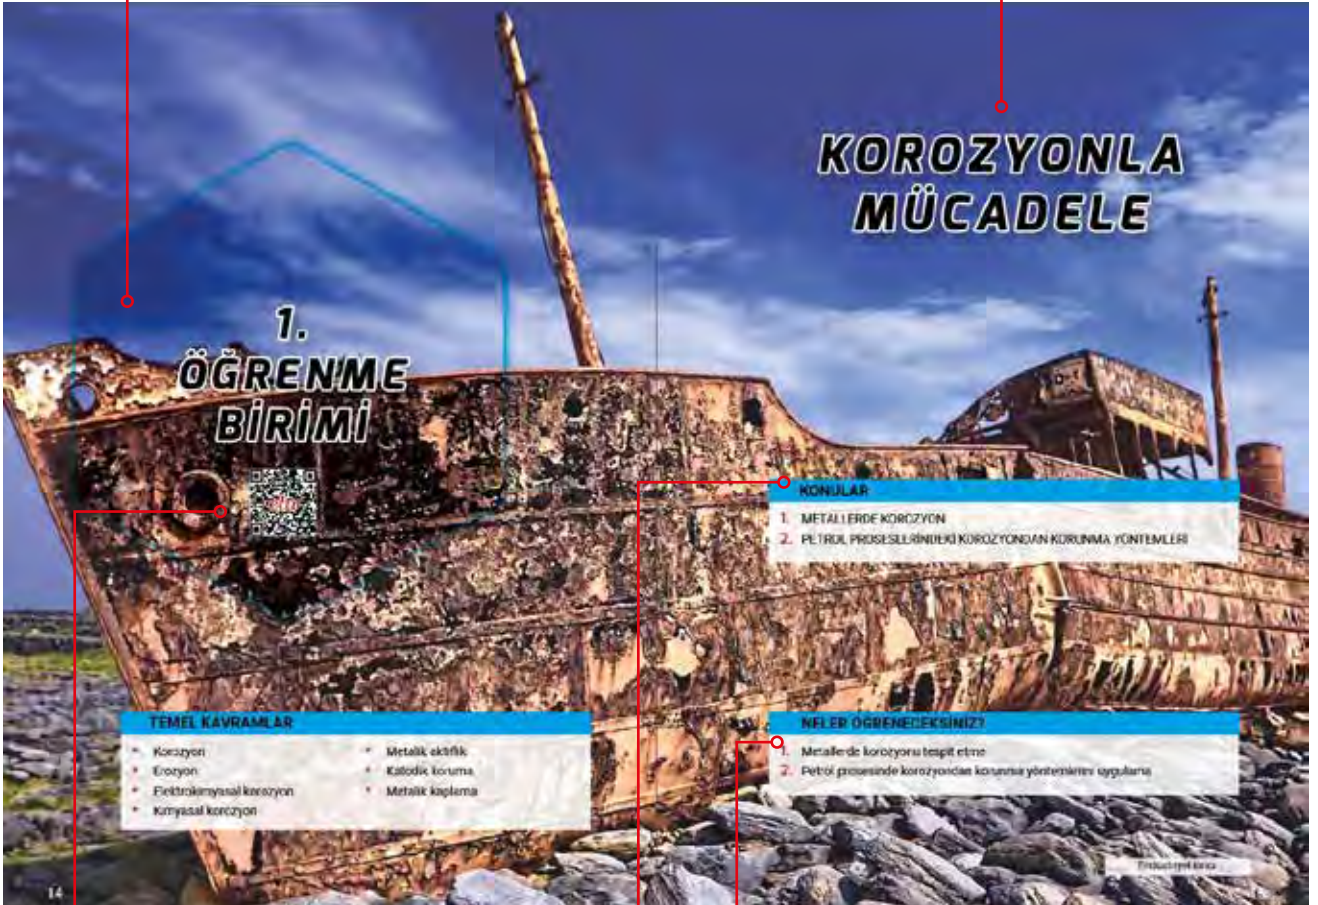 1.
ÖĞRENME
BİRİMİ
KOROZYONLA
MÜCADELE
KONULAR
1. METALLERDE KOROZYON
2. PETROL PROSESLERİNDEKİ KOROZYONDAN KORUNMA YÖNTEMLERİ
TEMEL KAVRAMLAR
Korozyon
Erozyon
Elektrokimyasal korozyon
Kimyasal korozyon
Metalik aktiflik
Katodik koruma
Metalik kaplama
NELER ÖĞRENECEKSİNİZ?
1. Metallerde korozyonu tespit etme
2. Petrol prosesinde korozyondan korunma yöntemlerini uygulama
14